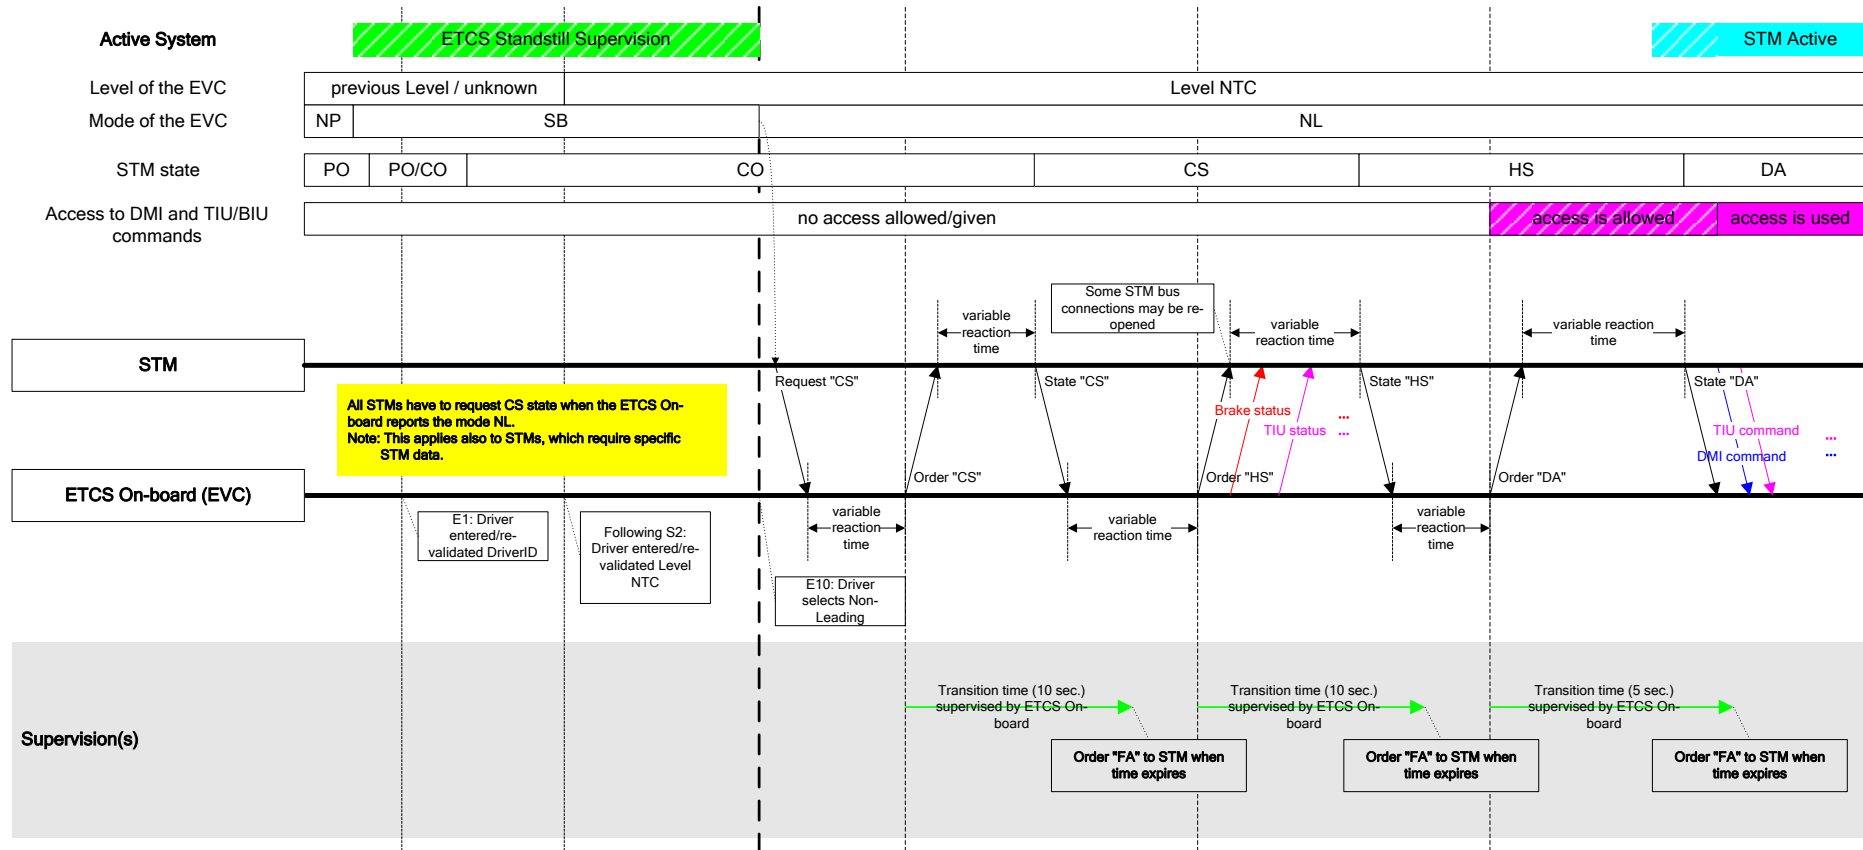 Active System
ETCS Standstill Supervision
STM Active
Level of the EVC
previous Level / unknown
Level NTC
Mode of the EVC
NP
SB
NL
STM state
PO
PO/CO
CO
CS
HS
DA
Access to DMI and TIU/BIU
commands
no access allowed/given
access is allowed
access is used
Some STM bus
connections may be re-
opened
variable
reaction
time
variable
reaction time
variable reaction
time
STM
Request "CS"
State "CS"
State "HS"
State "DA"
All STMs have to request CS state when the ETCS On-
board reports the mode NL.
Note: This applies also to STMs, which require specific
STM data.
Brake status
...
TIU status
...
TIU command
...
DMI command
...
ETCS On-board (EVC)
Order "CS"
Order "HS"
Order "DA"
E1: Driver
entered/re-
validated DriverID
Following S2:
Driver entered/re-
validated Level
NTC
variable
reaction
time
variable
reaction time
variable
reaction
time
E10: Driver
selects Non-
Leading
Supervision(s)
Transition time (10 sec.)
supervised by ETCS On-
board
Transition time (10 sec.)
supervised by ETCS On-
board
Transition time (5 sec.)
supervised by ETCS On-
board
Order "FA" to STM when
time expires
Order "FA" to STM when
time expires
Order "FA" to STM when
time expires